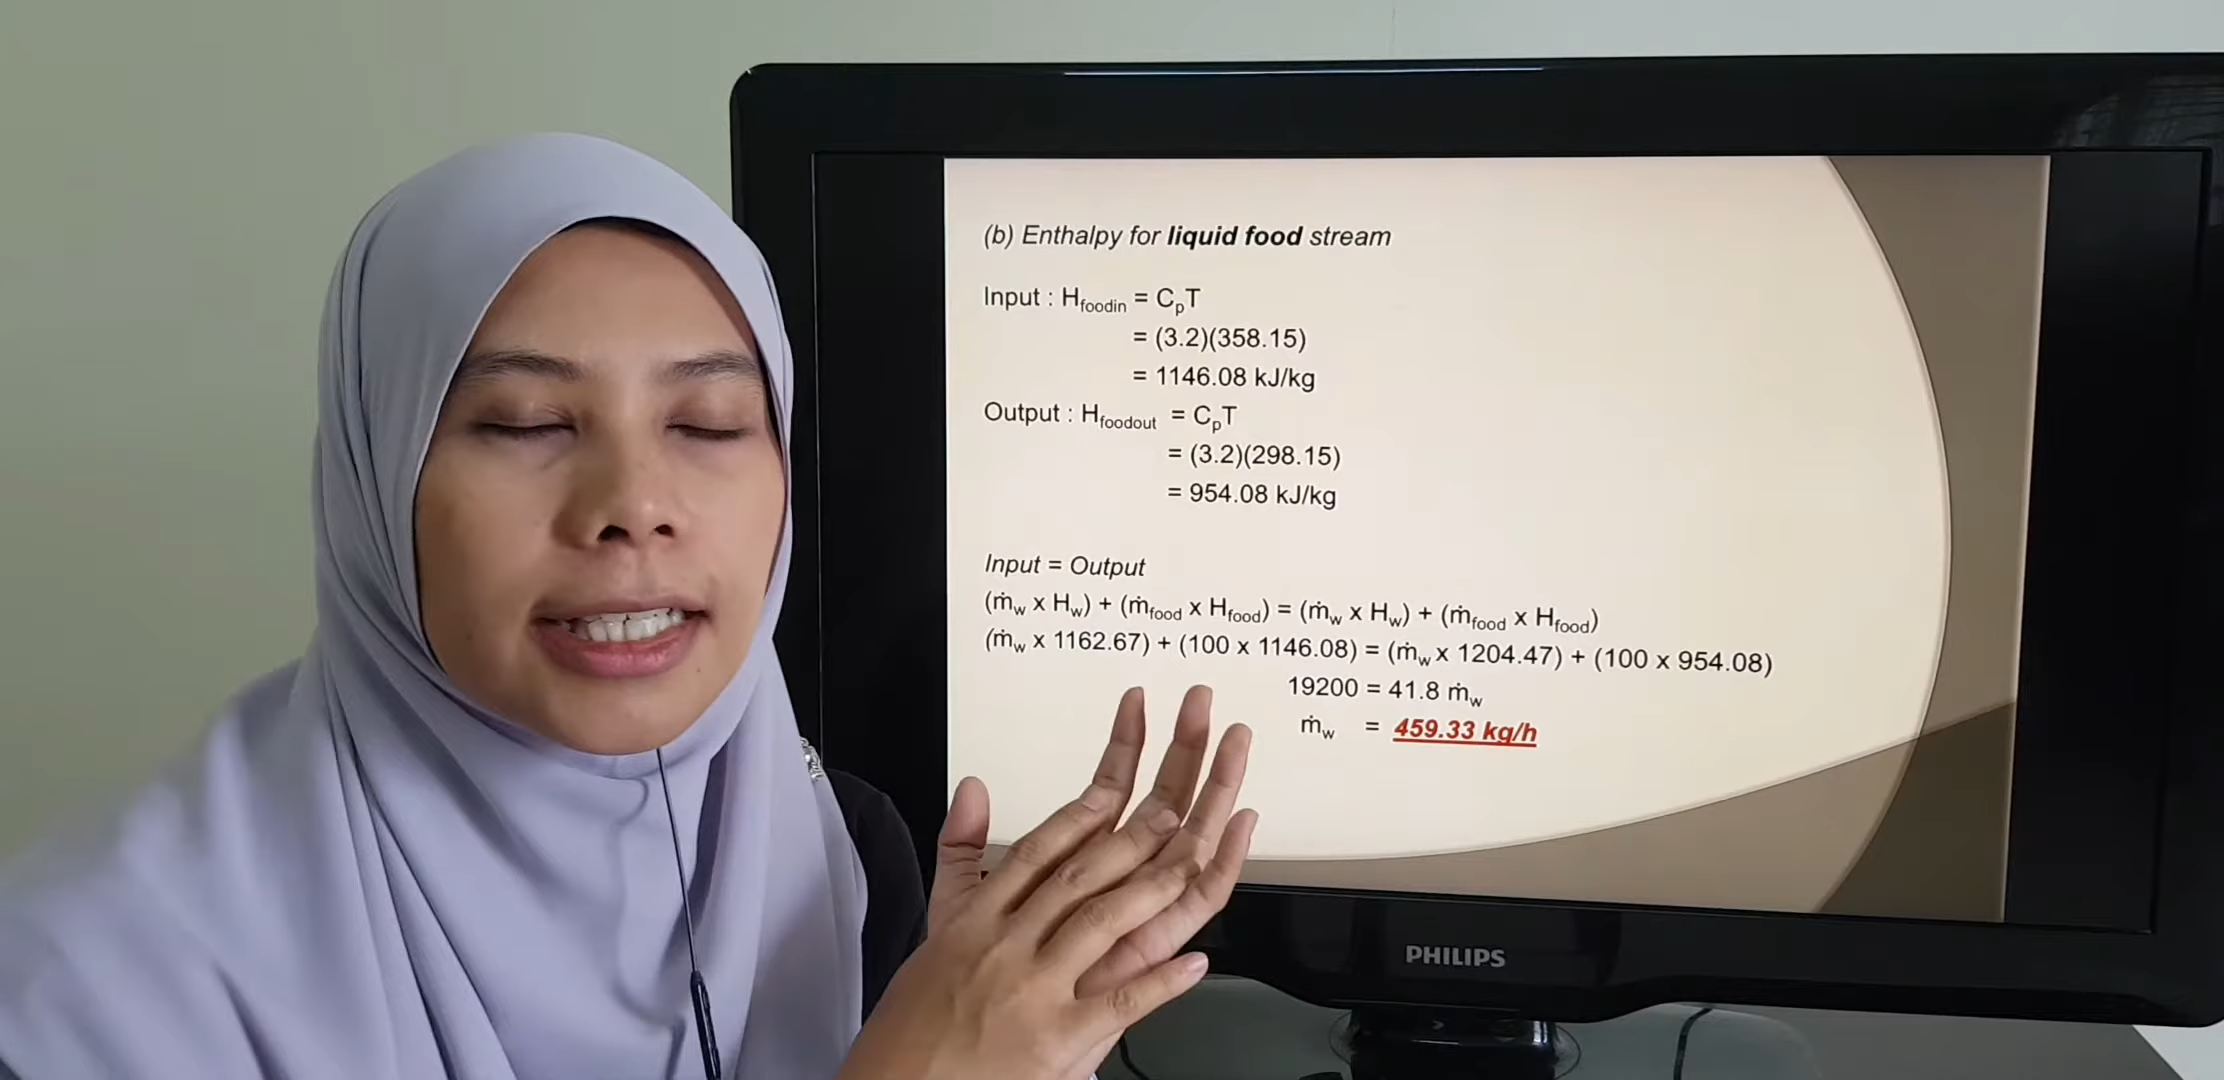 (b) Enthalpy for liquid food stream
Input : Hfoodin = CpT
= (3.2)(358.15)
= 1146.08 kJ/kg
Output : Hfoodout = CpT
= (3.2)(298.15)
= 954.08 kJ/kg
Input = Output
(ṁw x Hw) + (ṁfood x Hfood) = (ṁw x Hw) + (ṁfood x Hfood)
(ṁw x 1162.67) + (100 x 1146.08) = (ṁw x 1204.47) + (100 x 954.08)
19200 = 41.8 ṁw
ṁw = 459.33 kg/h
PHILIPS